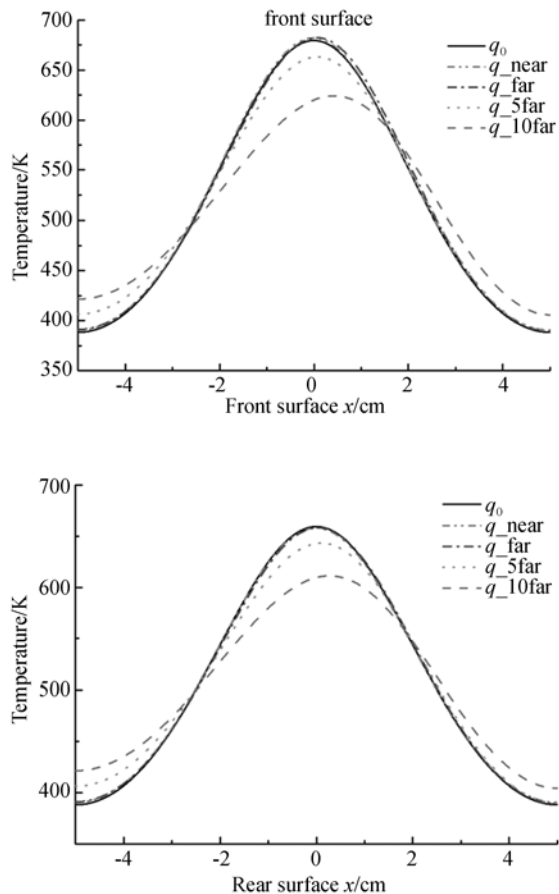 front surface
700
650
600
550
500
450
400
350
Temperature/K
q₀
q_near
q_far
q_5far
q_10far
-4
-2
0
2
4
Front surface x/cm
700
600
500
400
Temperature/K
q₀
q_near
q_far
q_5far
q_10far
-4
-2
0
2
4
Rear surface x/cm